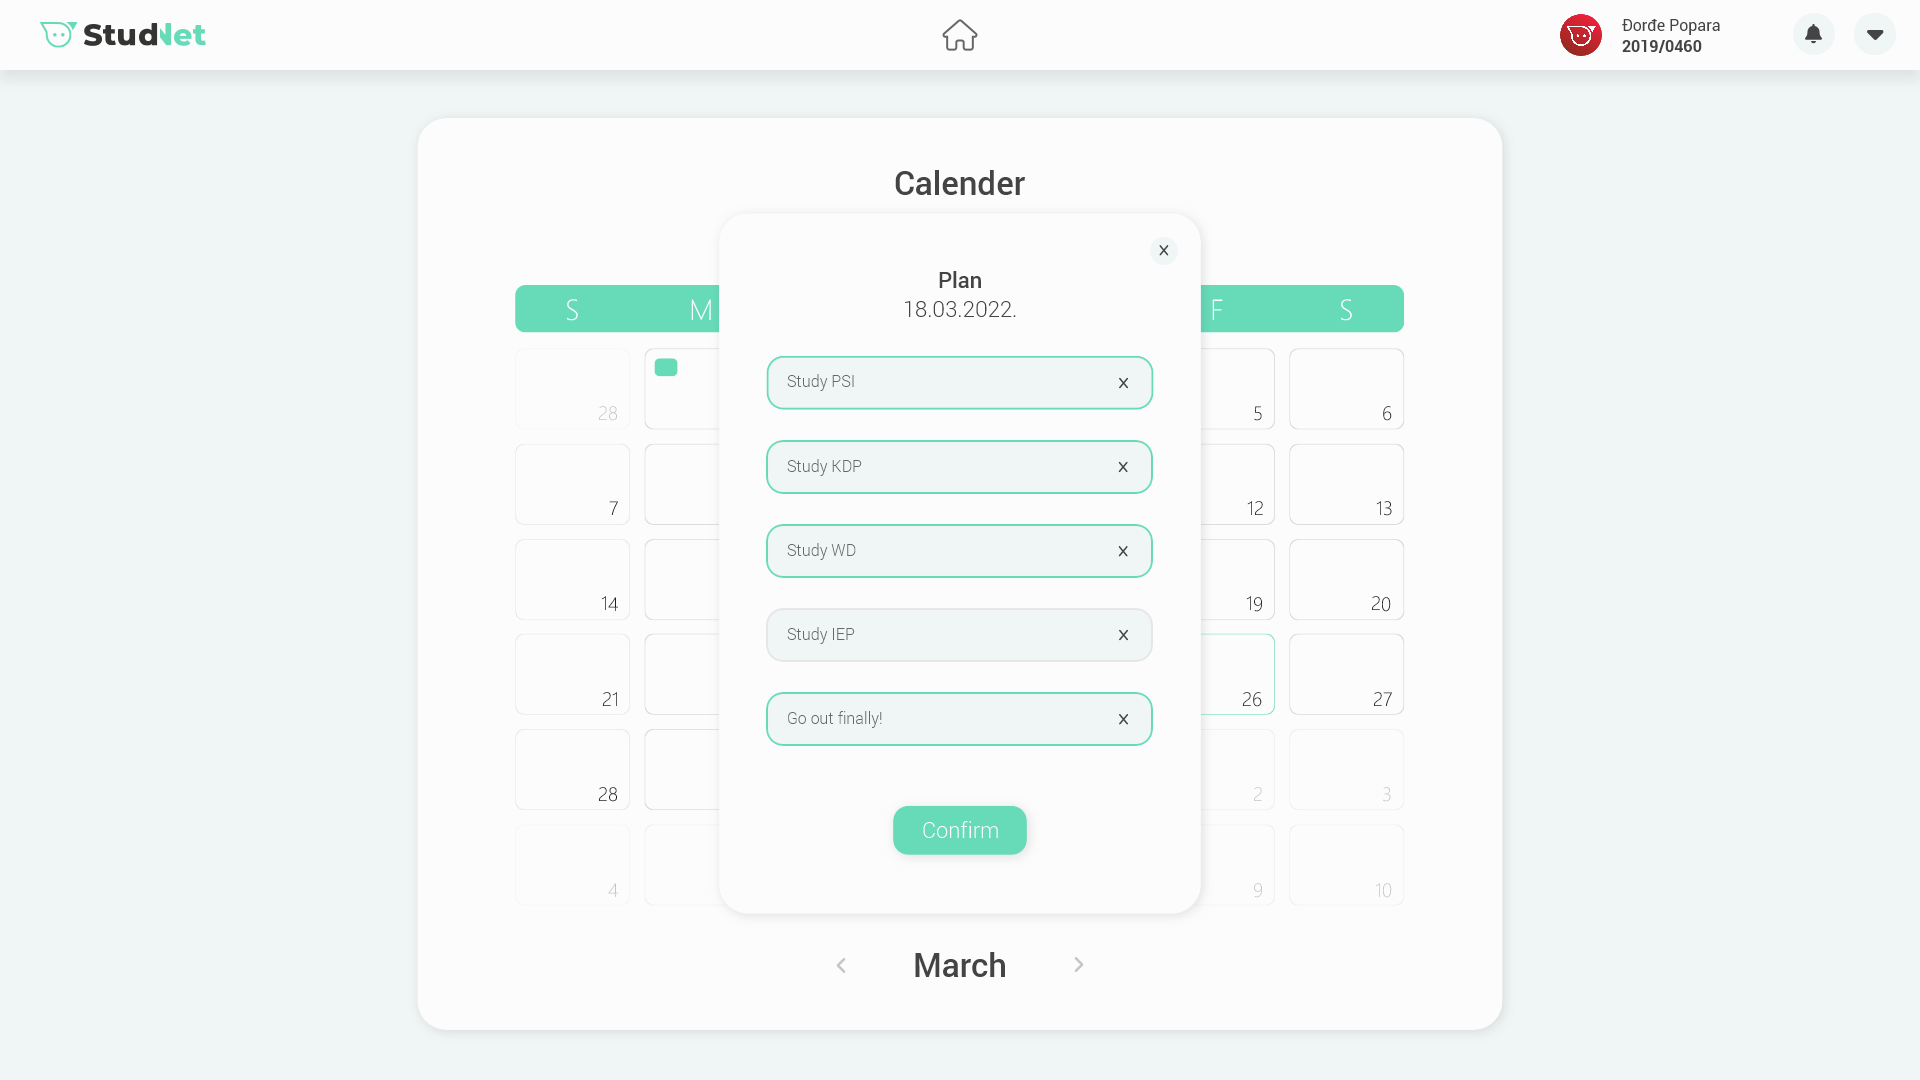 StudNet
Đorđe Popara
2019/0460
Calender
X
Plan
18.03.2022.
S M F S
Study PSI x
28 5 6
Study KDP x
7 12 13
Study WD x
14 19 20
Study IEP x
21 26 27
Go out finally! x
28 2 3
Confirm
4 9 10
March